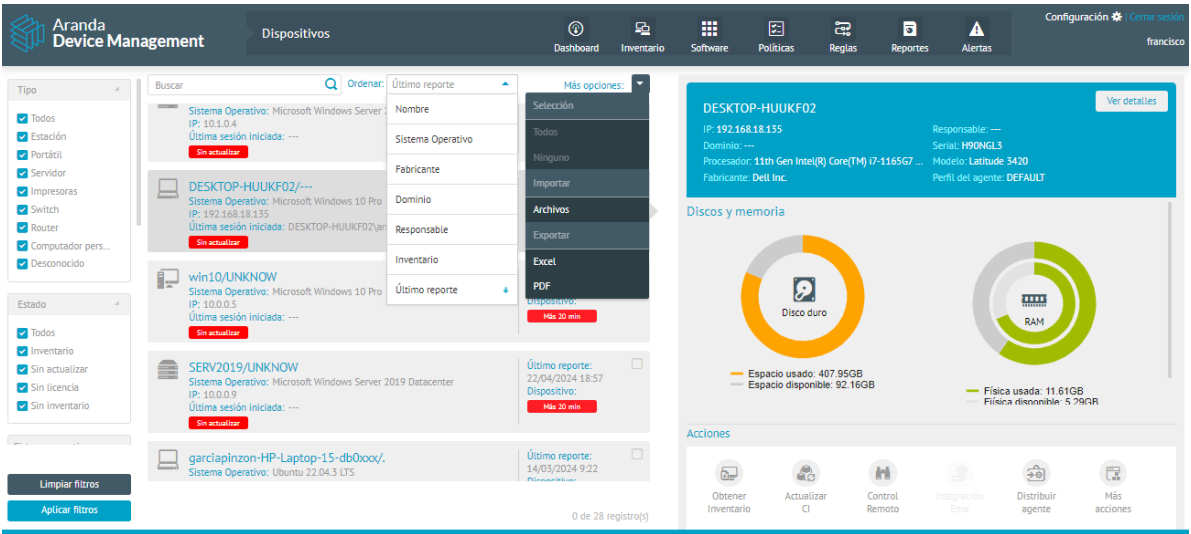 Aranda
Device Management
Dispositivos
Dashboard
Inventario
Software
Políticas
Reglas
Reportes
Alertas
Configuración | Cerrar sesión
francisco
Tipo
Todos
Estación
Portátil
Servidor
Impresoras
Switch
Router
Computador pers...
Desconocido
Estado
Todos
Inventario
Sin actualizar
Sin licencia
Sin inventario
Limpiar filtros
Aplicar filtros
Buscar
Ordenar: Último reporte
Más opciones:
Nombre
Sistema Operativo
Fabricante
Dominio
Responsable
Inventario
Último reporte
Selección
Todos
Ninguno
Importar
Archivos
Exportar
Excel
PDF
Sistema Operativo: Microsoft Windows Server
IP: 10.1.0.4
Última sesión iniciada: ---
Sin actualizar
DESKTOP-HUUKF02/---
Sistema Operativo: Microsoft Windows 10 Pro
IP: 192.168.18.135
Última sesión iniciada: DESKTOP-HUUKF02\
Sin actualizar
win10/UNKNOW
Sistema Operativo: Microsoft Windows 10 Pro
IP: 10.0.0.5
Última sesión iniciada: ---
Sin actualizar
Dispositivo:
Más 20 min
SERV2019/UNKNOW
Sistema Operativo: Microsoft Windows Server 2019 Datacenter
IP: 10.0.0.9
Última sesión iniciada: ---
Sin actualizar
Último reporte:
22/04/2024 18:57
Dispositivo:
Más 20 min
garciapinzon-HP-Laptop-15-db0xxx/.
Sistema Operativo: Ubuntu 22.04.3 LTS
Último reporte:
14/03/2024 9:22
Dispositivo:
0 de 28 registro(s)
DESKTOP-HUUKF02
Ver detalles
IP: 192.168.18.135
Responsable: ---
Dominio: ---
Serial: H90NGL3
Procesador: 11th Gen Intel(R) Core(TM) i7-1165G7 ...
Modelo: Latitude 3420
Fabricante: Dell Inc.
Perfil del agente: DEFAULT
Discos y memoria
Disco duro
RAM
Espacio usado: 407.95GB
Espacio disponible: 92.16GB
Física usada: 11.61GB
Física disponible: 5.29GB
Acciones
Obtener
Inventario
Actualizar
CI
Control
Remoto
Integración
Ema
Distribuir
agente
Más
acciones